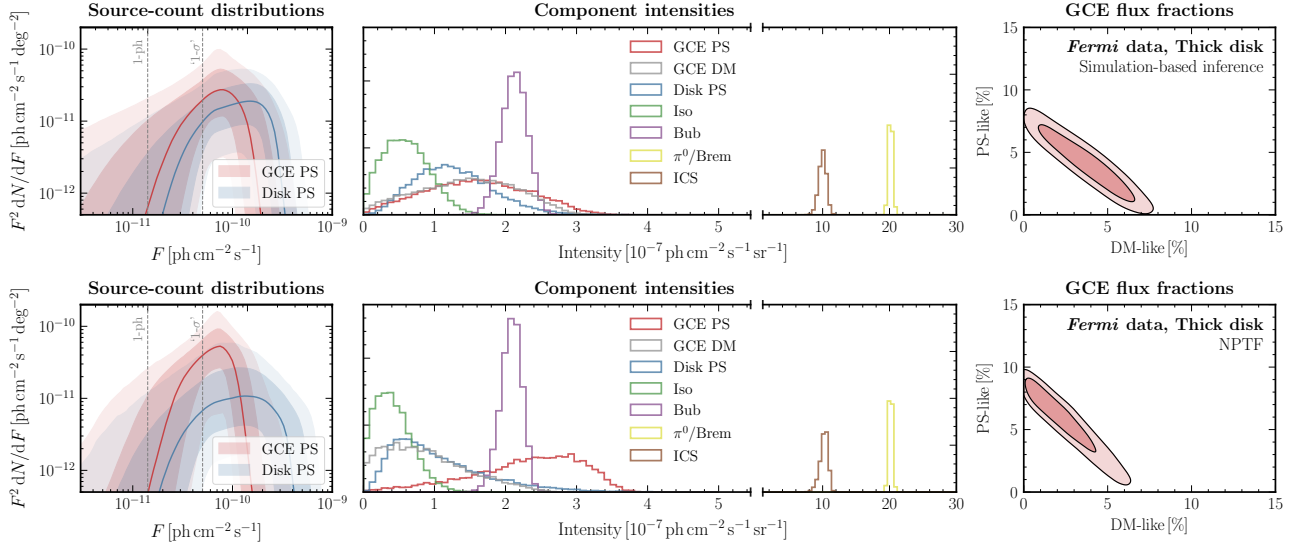 Source-count distributions
Component intensities
GCE flux fractions
F² dN/dF [ph cm⁻² s⁻¹ deg⁻²]
10⁻¹⁰
10⁻¹¹
10⁻¹²
1-ph
‘1-σ’
GCE PS
Disk PS
10⁻¹¹
10⁻¹⁰
10⁻⁹
F [ph cm⁻² s⁻¹]
GCE PS
GCE DM
Disk PS
Iso
Bub
π⁰/Brem
ICS
0 1 2 3 4 5 10 20 30
Intensity [10⁻⁷ ph cm⁻² s⁻¹ sr⁻¹]
Fermi data, Thick disk
Simulation-based inference
PS-like [%]
15
10
5
0
0 5 10 15
DM-like [%]
Source-count distributions
Component intensities
GCE flux fractions
F² dN/dF [ph cm⁻² s⁻¹ deg⁻²]
10⁻¹⁰
10⁻¹¹
10⁻¹²
1-ph
‘1-σ’
GCE PS
Disk PS
10⁻¹¹
10⁻¹⁰
10⁻⁹
F [ph cm⁻² s⁻¹]
GCE PS
GCE DM
Disk PS
Iso
Bub
π⁰/Brem
ICS
0 1 2 3 4 5 10 20 30
Intensity [10⁻⁷ ph cm⁻² s⁻¹ sr⁻¹]
Fermi data, Thick disk
NPTF
PS-like [%]
15
10
5
0
0 5 10 15
DM-like [%]